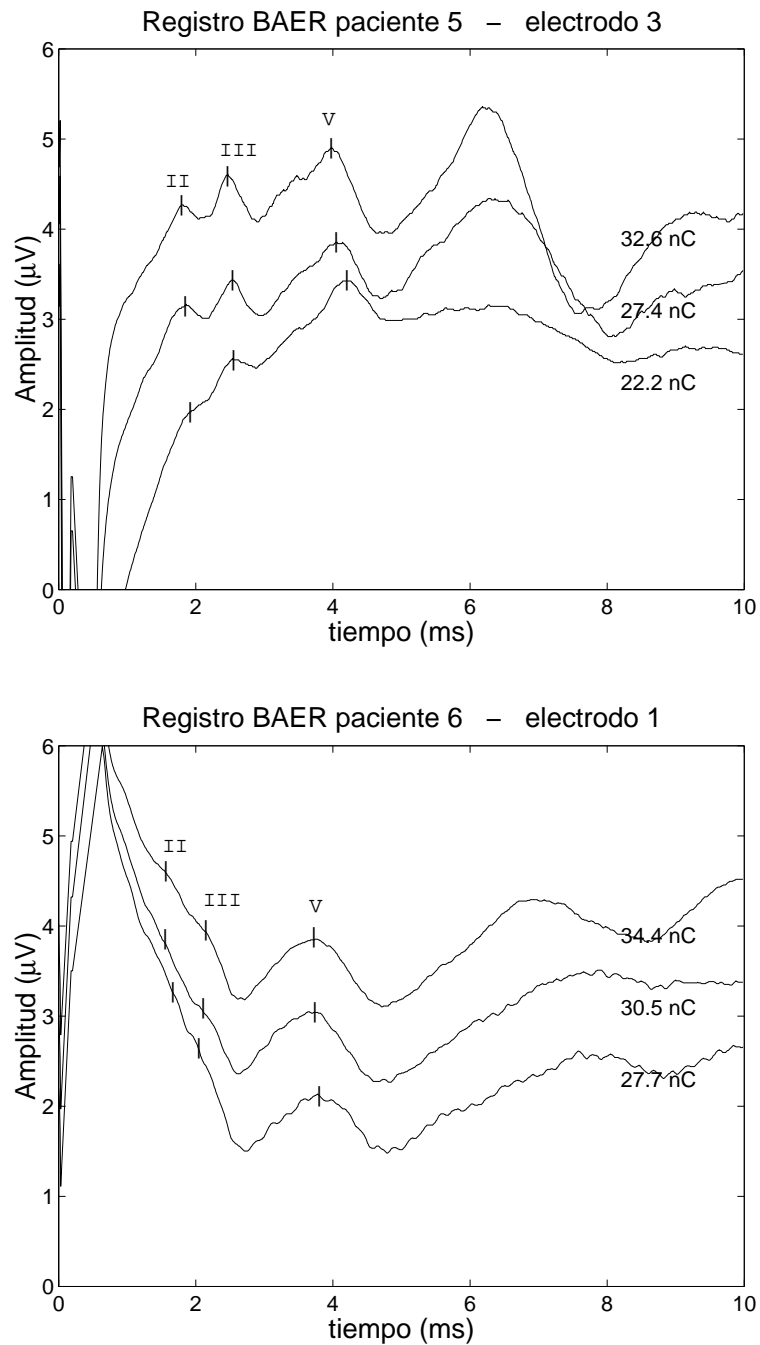 Registro BAER paciente 5 – electrodo 3
6
5
4
3
2
1
0
Amplitud (μV)
II
III
V
32.6 nC
27.4 nC
22.2 nC
0 2 4 6 8 10
tiempo (ms)
Registro BAER paciente 6 – electrodo 1
6
5
4
3
2
1
0
Amplitud (μV)
II
III
V
34.4 nC
30.5 nC
27.7 nC
0 2 4 6 8 10
tiempo (ms)